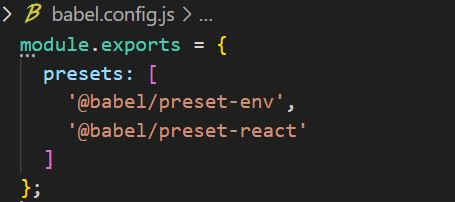 > babel.config.js > ...
module.exports = {
  presets: [
    '@babel/preset-env',
    '@babel/preset-react'
  ]
};